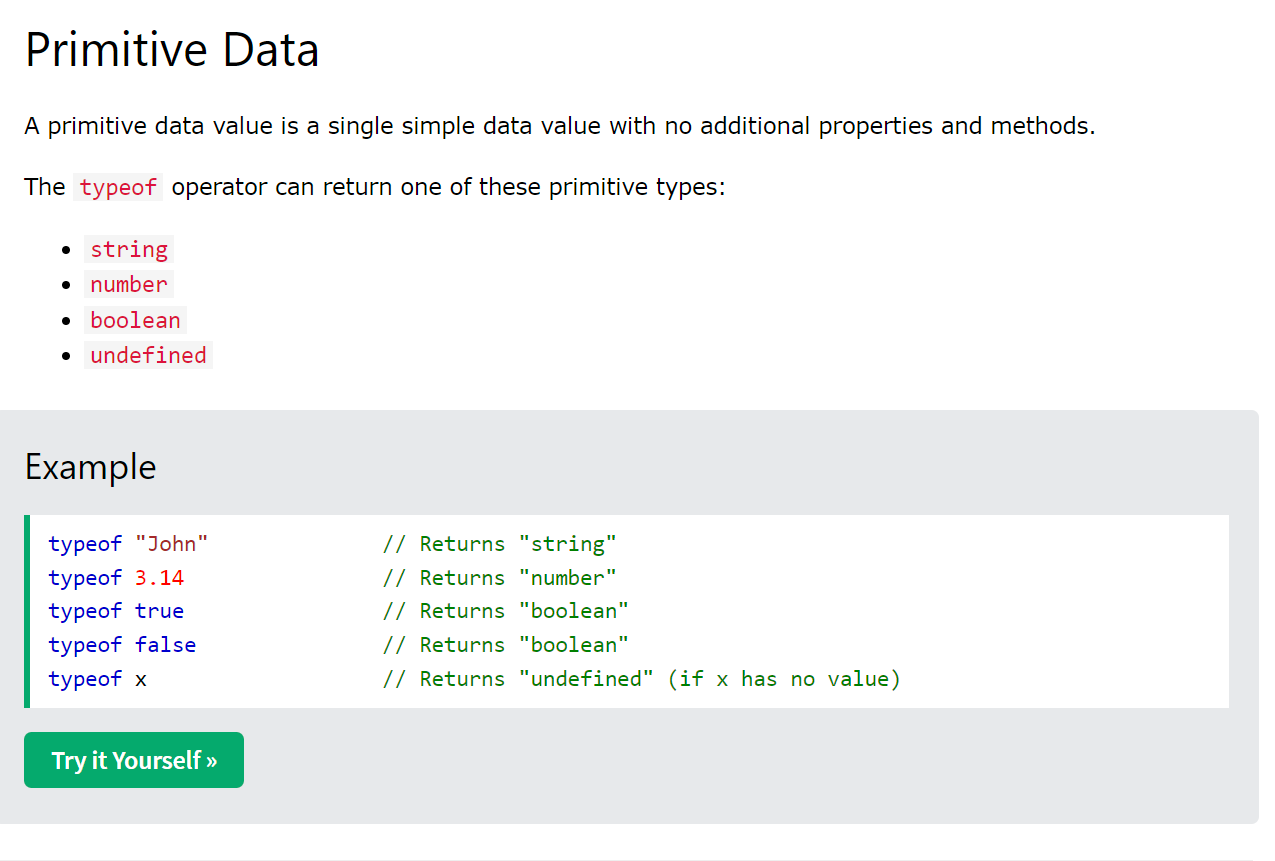 Primitive Data
A primitive data value is a single simple data value with no additional properties and methods.
The typeof operator can return one of these primitive types:
• string
• number
• boolean
• undefined
Example
typeof "John" // Returns "string"
typeof 3.14 // Returns "number"
typeof true // Returns "boolean"
typeof false // Returns "boolean"
typeof x // Returns "undefined" (if x has no value)
Try it Yourself »